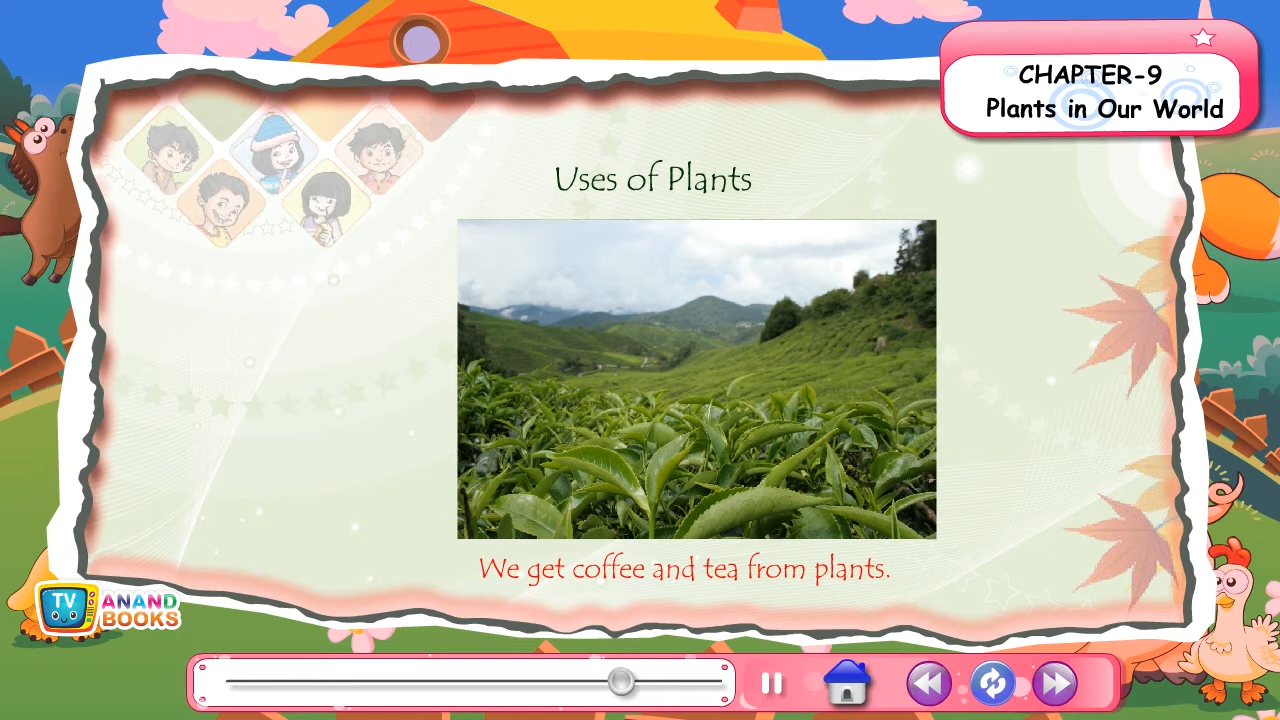 CHAPTER-9
Plants in Our World
Uses of Plants
We get coffee and tea from plants.
TV
ANAND
BOOKS